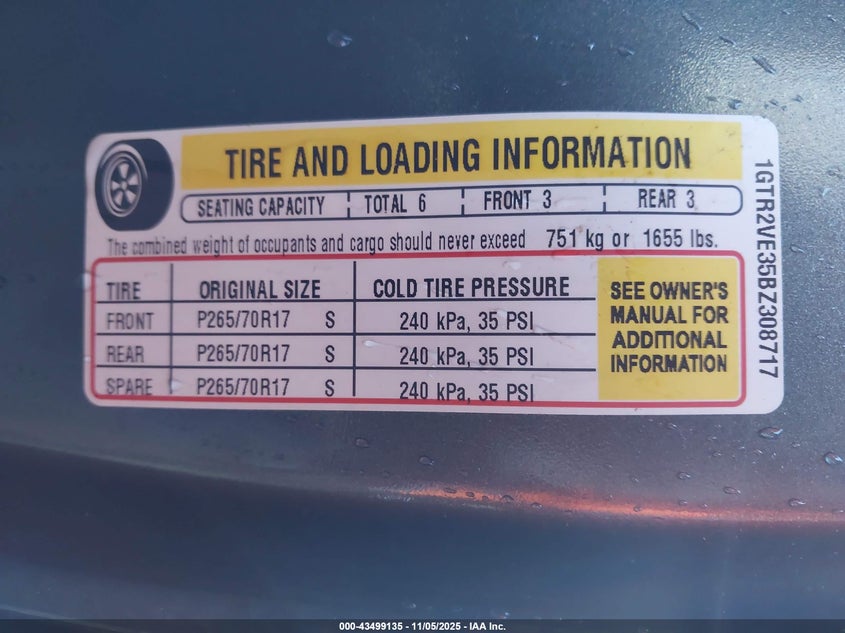 TIRE AND LOADING INFORMATION
SEATING CAPACITY TOTAL 6 FRONT 3 REAR 3
The combined weight of occupants and cargo should never exceed 751 kg or 1655 lbs.
TIRE ORIGINAL SIZE COLD TIRE PRESSURE
FRONT P265/70R17 S 240 kPa, 35 PSI
REAR P265/70R17 S 240 kPa, 35 PSI
SPARE P265/70R17 S 240 kPa, 35 PSI
SEE OWNER'S
MANUAL FOR
ADDITIONAL
INFORMATION
1GTR2VE35BZ308717
000-43499135 - 11/05/2025 - IAA Inc.